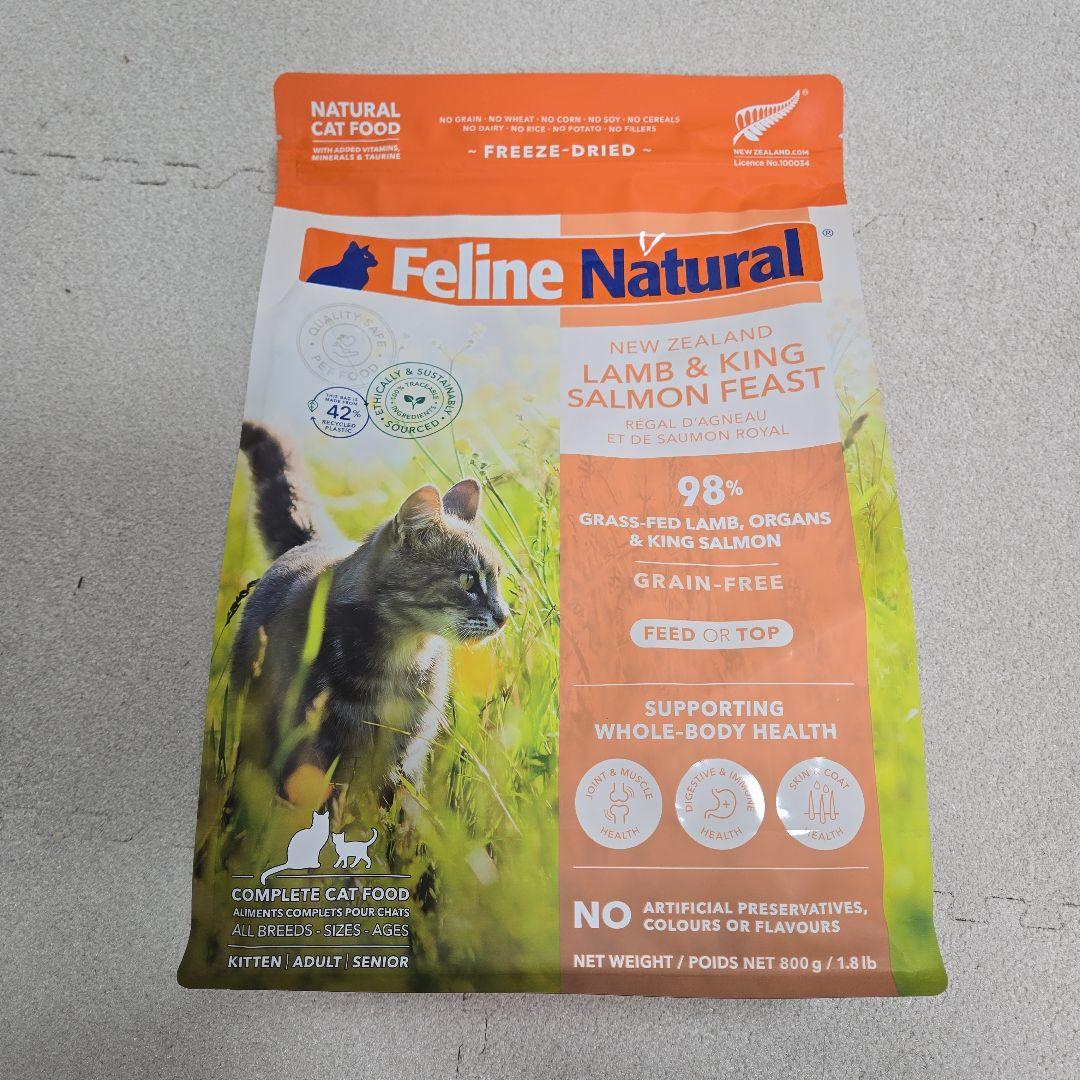 NATURAL
CAT FOOD
WITH ADDED VITAMINS,
MINERALS & TAURINE
NO GRAIN · NO WHEAT · NO CORN · NO SOY · NO CEREALS
NO DAIRY · NO RICE · NO POTATO · NO FILLERS
~ FREEZE-DRIED ~
®
NEW ZEALAND.COM
Licence No.100034
Feline Natural ®
NEW ZEALAND
LAMB & KING
SALMON FEAST
RÉGAL D'AGNEAU
ET DE SAUMON ROYAL
· QUALITY SAFE ·
PET FOOD
THIS BAG IS
MADE FROM
42%
RECYCLED
PLASTIC
ETHICALLY & SUSTAINABLY
100% TRACEABLE
INGREDIENTS
· SOURCED ·
98%
GRASS-FED LAMB, ORGANS
& KING SALMON
GRAIN-FREE
FEED OR TOP
SUPPORTING
WHOLE-BODY HEALTH
JOINT & MUSCLE
HEALTH
DIGESTIVE & IMMUNE
HEALTH
SKIN & COAT
HEALTH
COMPLETE CAT FOOD
ALIMENTS COMPLETS POUR CHATS
ALL BREEDS - SIZES - AGES
KITTEN | ADULT | SENIOR
NO ARTIFICIAL PRESERVATIVES,
COLOURS OR FLAVOURS
NET WEIGHT / POIDS NET 800 g / 1.8 lb